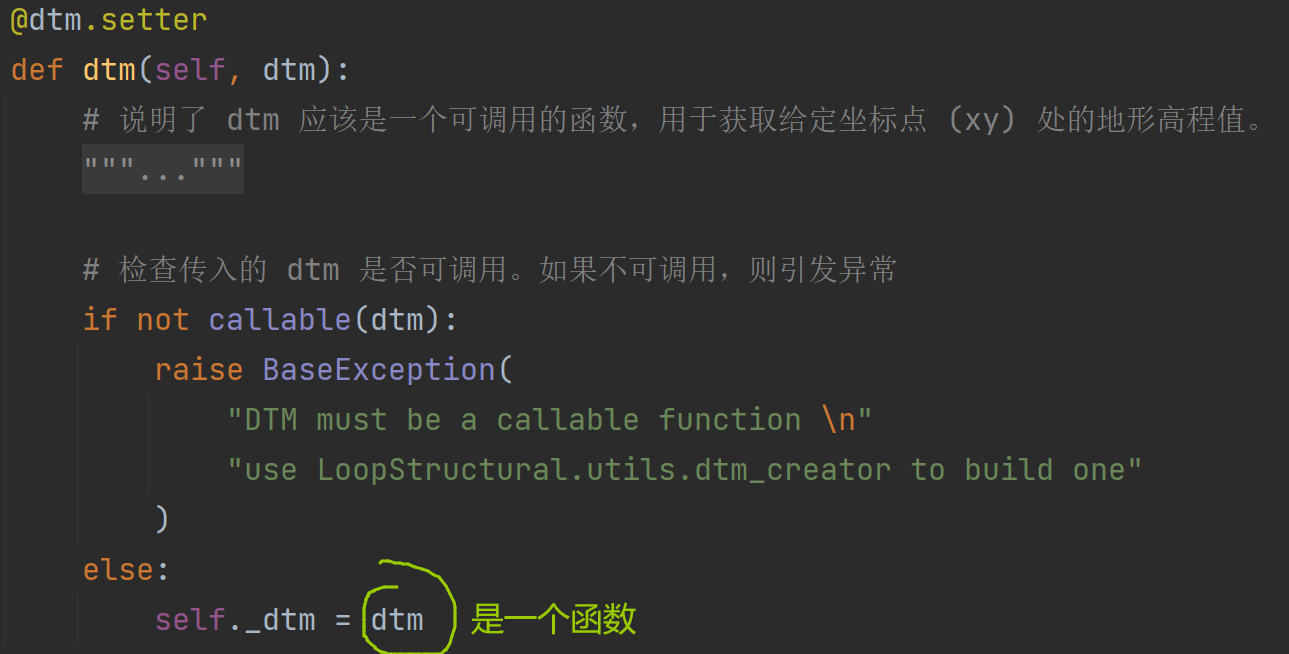 @dtm.setter
def dtm(self, dtm):
# 说明了 dtm 应该是一个可调用的函数，用于获取给定坐标点 (xy) 处的地形高程值。
"""..."""
# 检查传入的 dtm 是否可调用。如果不可调用，则引发异常
if not callable(dtm):
raise BaseException(
"DTM must be a callable function \n"
"use LoopStructural.utils.dtm_creator to build one"
)
else:
self._dtm = dtm 是一个函数